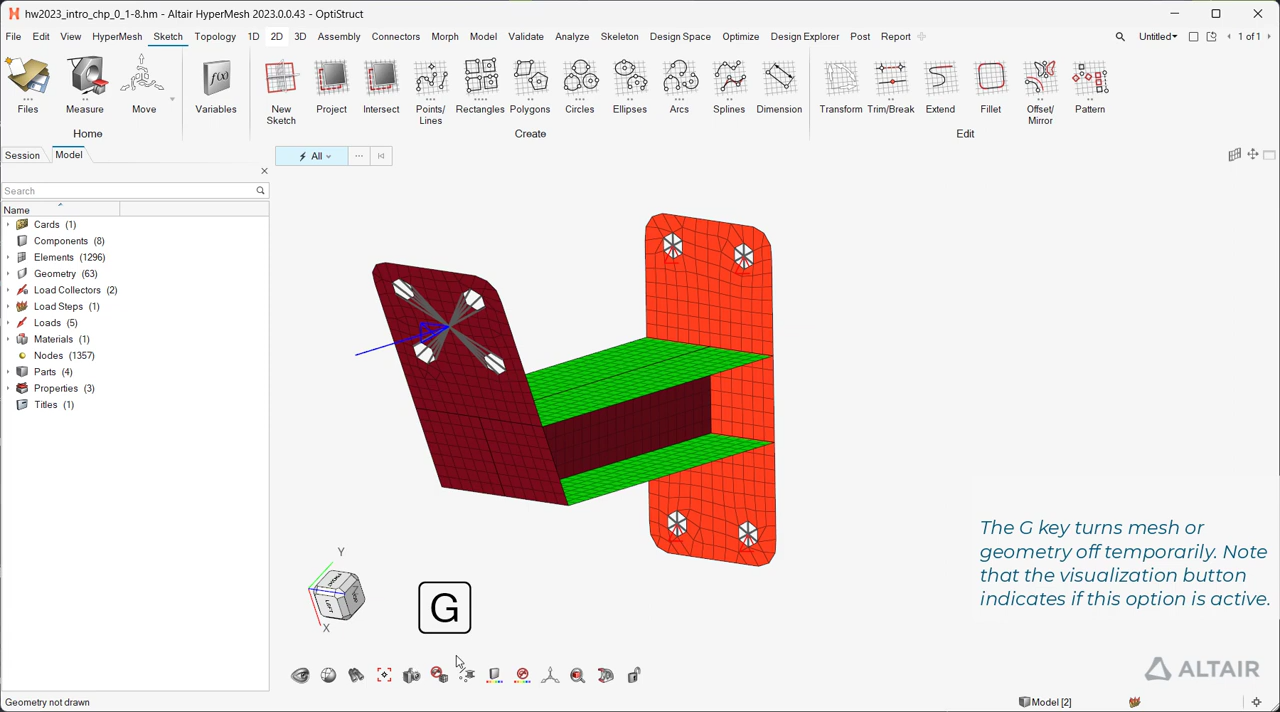 hw2023_intro_chp_0_1-8.hm - Altair HyperMesh 2023.0.0.43 - OptiStruct
File Edit View HyperMesh Sketch Topology 1D 2D 3D Assembly Connectors Morph Model Validate Analyze Skeleton Design Space Optimize Design Explorer Post Report Untitled 1 of 1
f(x)
Files Measure Move Variables New Sketch Project Intersect Points/Lines Rectangles Polygons Circles Ellipses Arcs Splines Dimension Transform Trim/Break Extend Fillet Offset/Mirror Pattern
Home Create Edit
Session Model All
Search
Name
Cards (1)
Components (8)
Elements (1296)
Geometry (63)
Load Collectors (2)
Load Steps (1)
Loads (5)
Materials (1)
Nodes (1357)
Parts (4)
Properties (3)
Titles (1)
The G key turns mesh or
geometry off temporarily. Note
that the visualization button
indicates if this option is active.
Y
LEFT
X
G
ALTAIR
Geometry not drawn
Model [2]